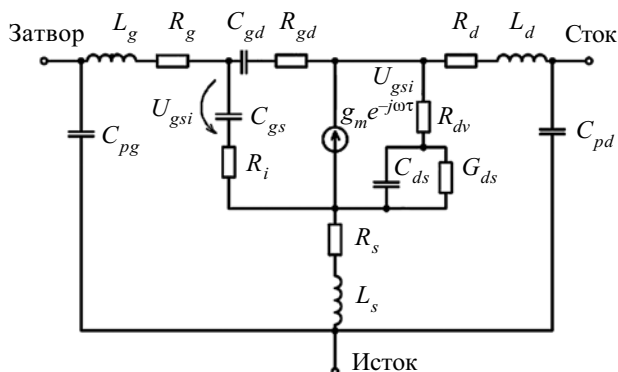 Затвор
L_g
R_g
C_gd
R_gd
R_d
L_d
Сток
U_gsi
C_gs
U_gsi
g_m e^{–jωτ}
R_dv
C_pg
R_i
C_ds
G_ds
C_pd
R_s
L_s
Исток